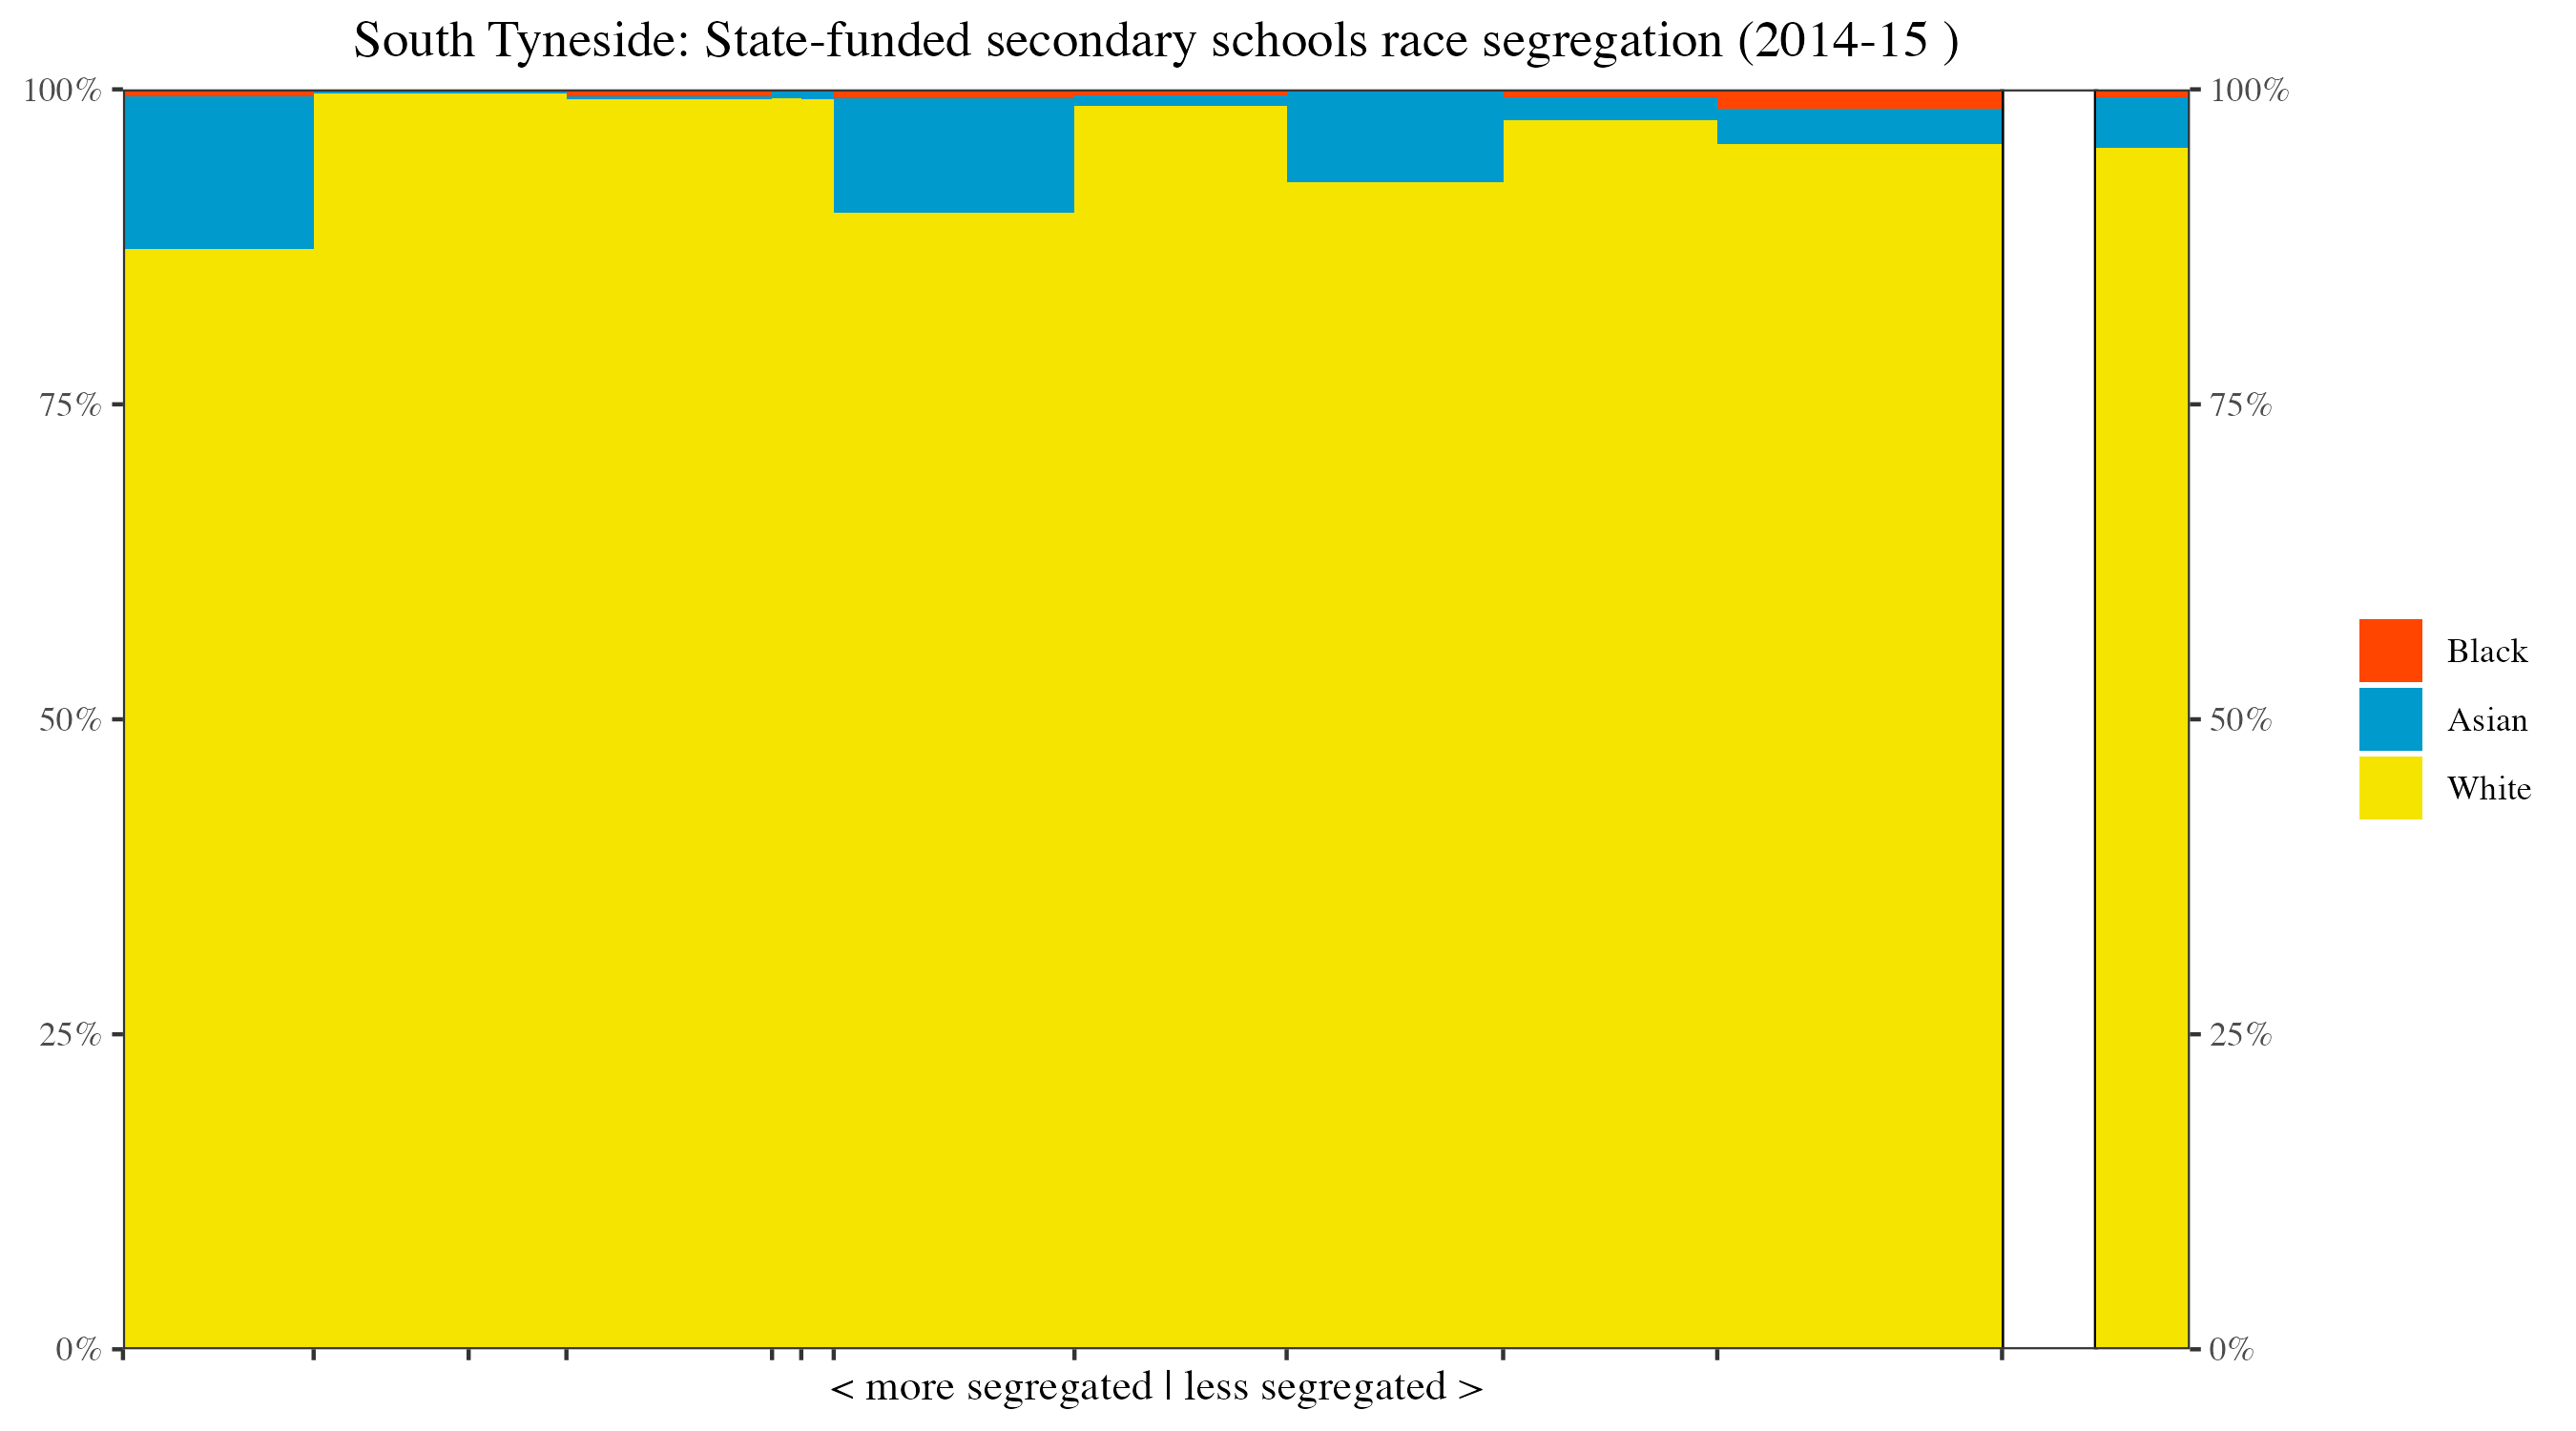 South Tyneside: State-funded secondary schools race segregation (2014-15 )
100%
75%
50%
25%
0%
100%
75%
50%
25%
0%
Black
Asian
White
< more segregated | less segregated >